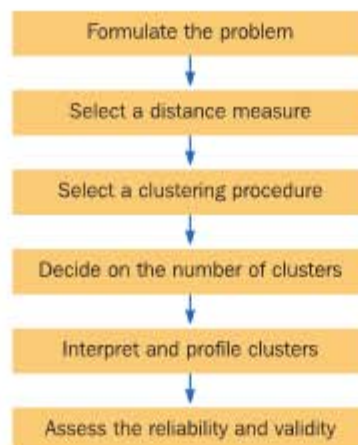 Formulate the problem
Select a distance measure
Select a clustering procedure
Decide on the number of clusters
Interpret and profile clusters
Assess the reliability and validity